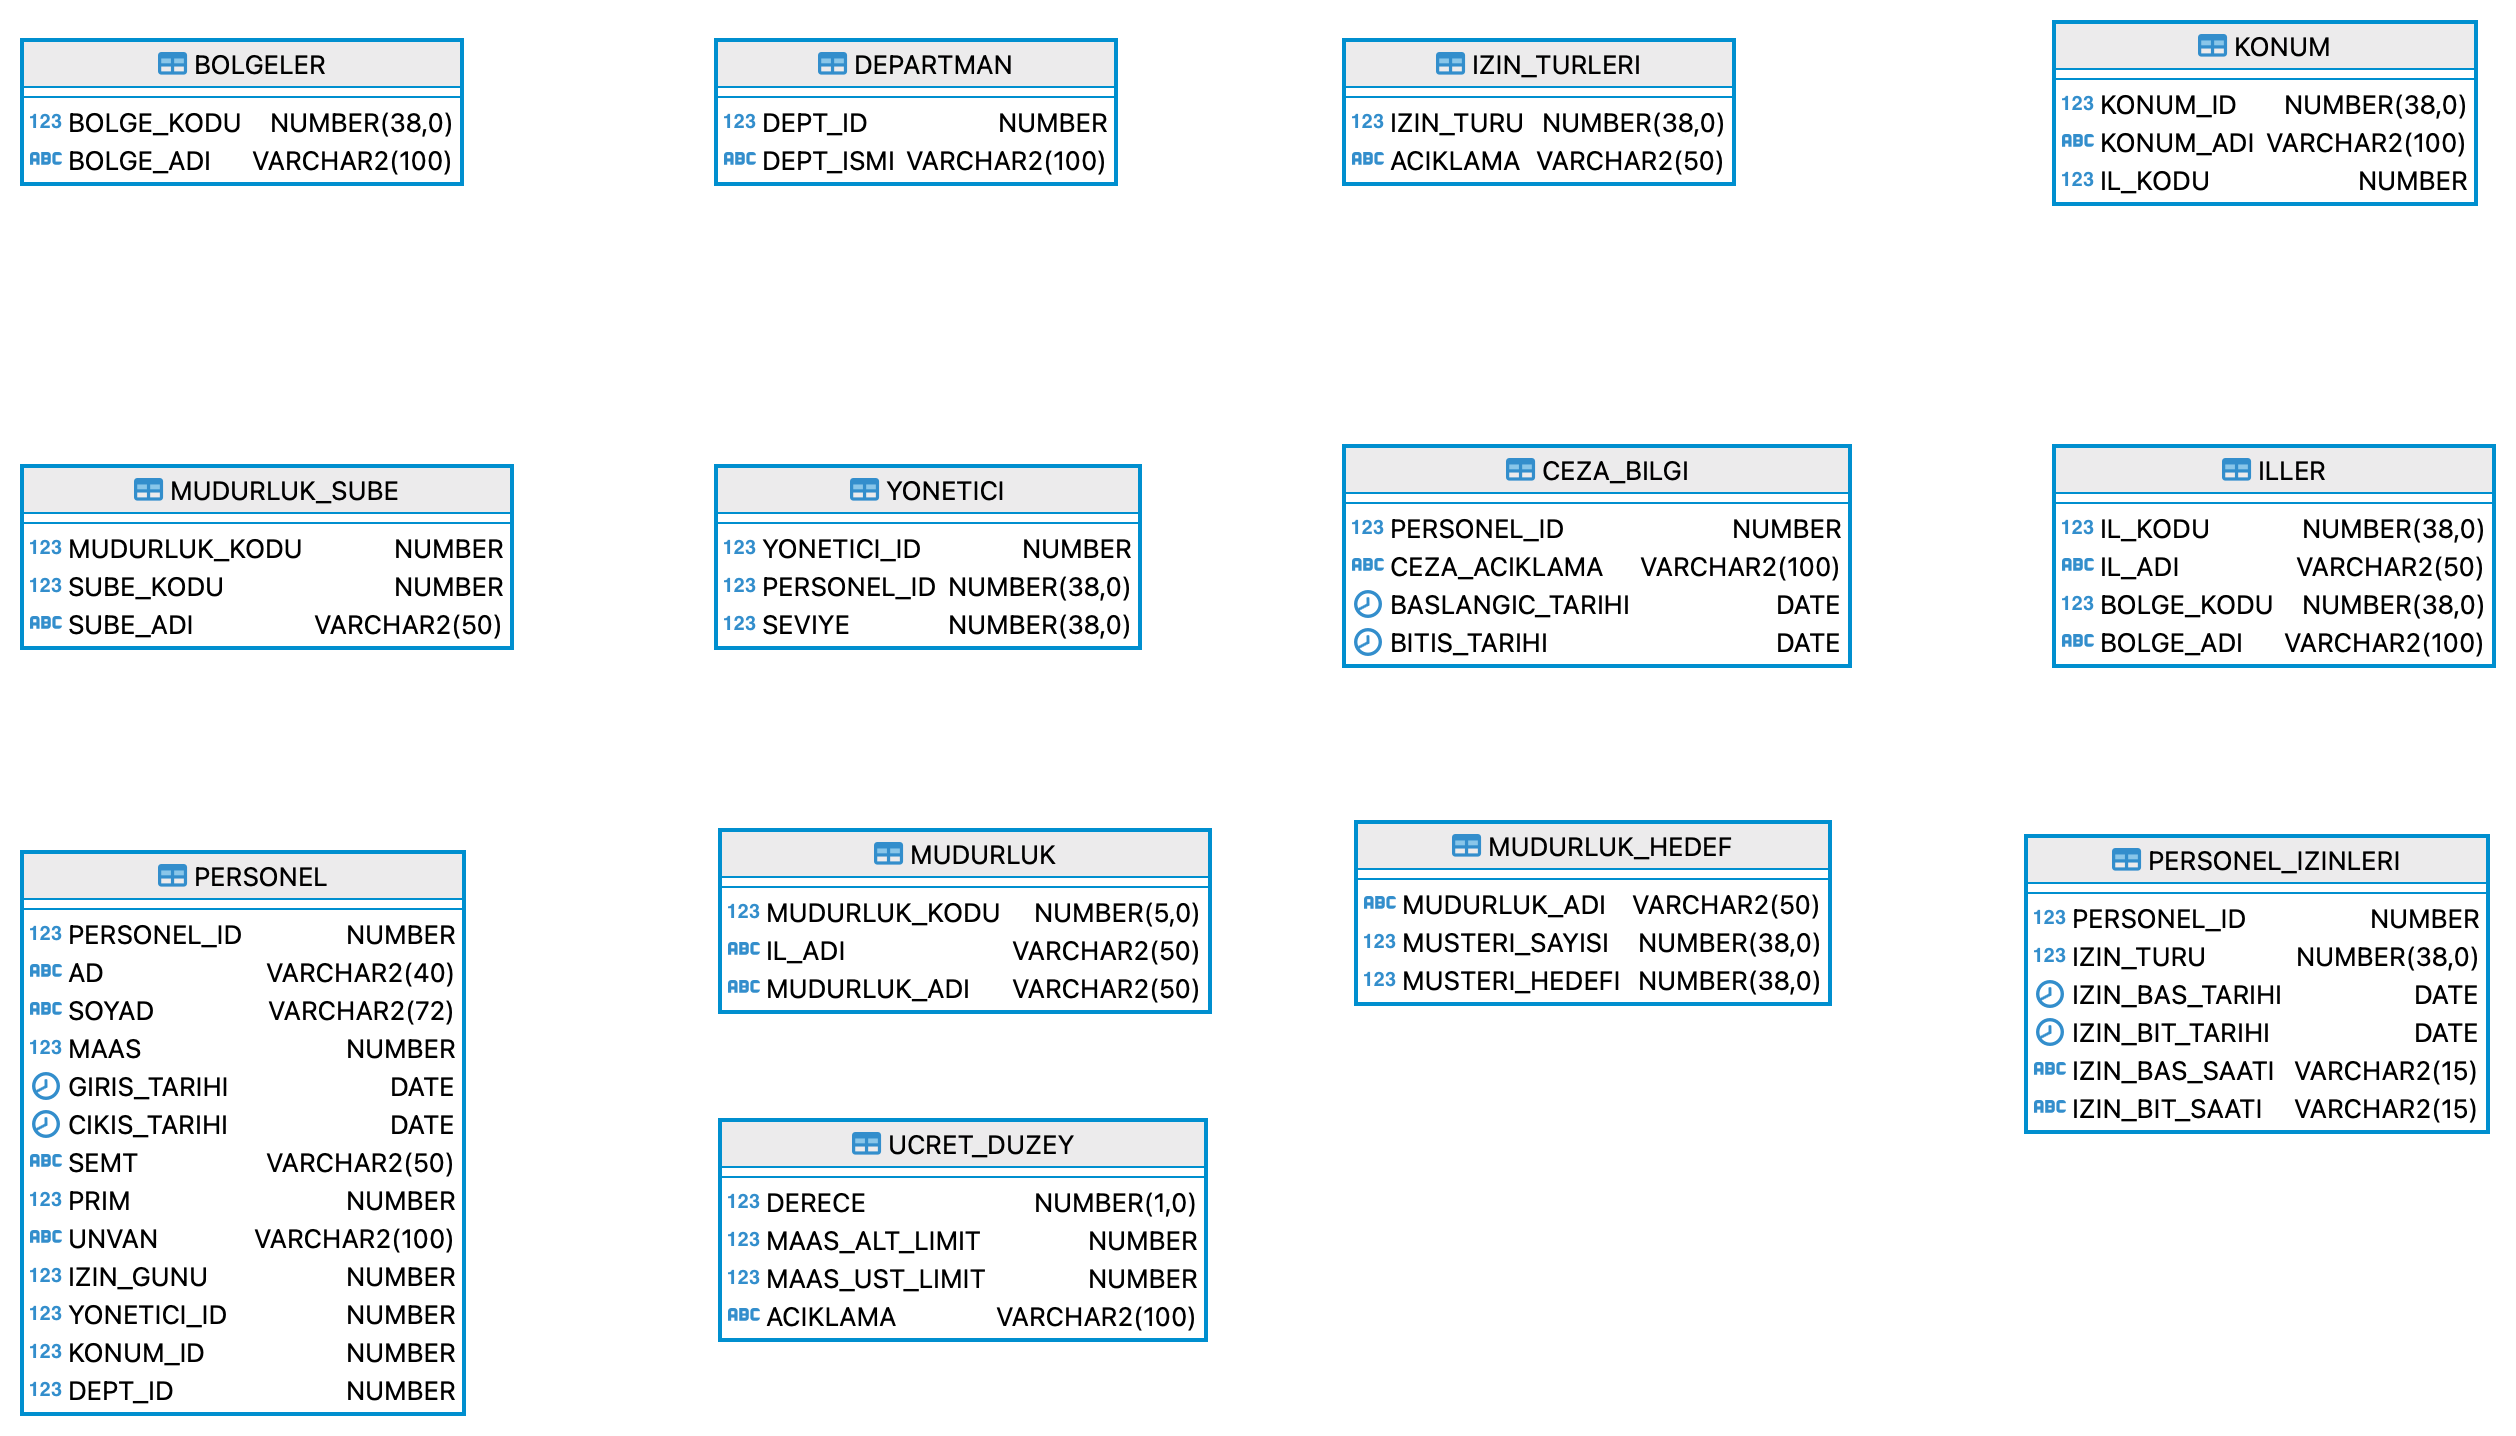 BOLGELER
123 BOLGE_KODU NUMBER(38,0)
ABC BOLGE_ADI VARCHAR2(100)
DEPARTMAN
123 DEPT_ID NUMBER
ABC DEPT_ISMI VARCHAR2(100)
IZIN_TURLERI
123 IZIN_TURU NUMBER(38,0)
ABC ACIKLAMA VARCHAR2(50)
KONUM
123 KONUM_ID NUMBER(38,0)
ABC KONUM_ADI VARCHAR2(100)
123 IL_KODU NUMBER
MUDURLUK_SUBE
123 MUDURLUK_KODU NUMBER
123 SUBE_KODU NUMBER
ABC SUBE_ADI VARCHAR2(50)
YONETICI
123 YONETICI_ID NUMBER
123 PERSONEL_ID NUMBER(38,0)
123 SEVIYE NUMBER(38,0)
CEZA_BILGI
123 PERSONEL_ID NUMBER
ABC CEZA_ACIKLAMA VARCHAR2(100)
BASLANGIC_TARIHI DATE
BITIS_TARIHI DATE
ILLER
123 IL_KODU NUMBER(38,0)
ABC IL_ADI VARCHAR2(50)
123 BOLGE_KODU NUMBER(38,0)
ABC BOLGE_ADI VARCHAR2(100)
PERSONEL
123 PERSONEL_ID NUMBER
ABC AD VARCHAR2(40)
ABC SOYAD VARCHAR2(72)
123 MAAS NUMBER
GIRIS_TARIHI DATE
CIKIS_TARIHI DATE
ABC SEMT VARCHAR2(50)
123 PRIM NUMBER
ABC UNVAN VARCHAR2(100)
123 IZIN_GUNU NUMBER
123 YONETICI_ID NUMBER
123 KONUM_ID NUMBER
123 DEPT_ID NUMBER
MUDURLUK
123 MUDURLUK_KODU NUMBER(5,0)
ABC IL_ADI VARCHAR2(50)
ABC MUDURLUK_ADI VARCHAR2(50)
UCRET_DUZEY
123 DERECE NUMBER(1,0)
123 MAAS_ALT_LIMIT NUMBER
123 MAAS_UST_LIMIT NUMBER
ABC ACIKLAMA VARCHAR2(100)
MUDURLUK_HEDEF
ABC MUDURLUK_ADI VARCHAR2(50)
123 MUSTERI_SAYISI NUMBER(38,0)
123 MUSTERI_HEDEFI NUMBER(38,0)
PERSONEL_IZINLERI
123 PERSONEL_ID NUMBER
123 IZIN_TURU NUMBER(38,0)
IZIN_BAS_TARIHI DATE
IZIN_BIT_TARIHI DATE
ABC IZIN_BAS_SAATI VARCHAR2(15)
ABC IZIN_BIT_SAATI VARCHAR2(15)